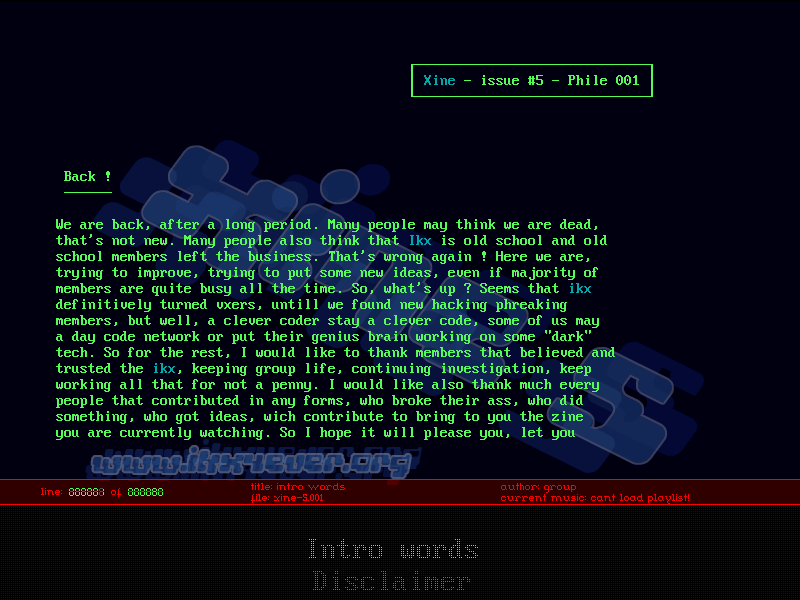 Xine - issue #5 - Phile 001
Back !
We are back, after a long period. Many people may think we are dead,
that's not new. Many people also think that Ikx is old school and old
school members left the business. That's wrong again ! Here we are,
trying to improve, trying to put some new ideas, even if majority of
members are quite busy all the time. So, what's up ? Seems that ikx
definitively turned vxers, untill we found new hacking phreaking
members, but well, a clever coder stay a clever code, some of us may
a day code network or put their genius brain working on some "dark"
tech. So for the rest, I would like to thank members that believed and
trusted the ikx, keeping group life, continuing investigation, keep
working all that for not a penny. I would like also thank much every
people that contributed in any forms, who broke their ass, who did
something, who got ideas, wich contribute to bring to you the zine
you are currently watching. So I hope it will please you, let you
www.ikx4ever.org
line: 888888 of 888888
title: intro words
file: xine-5.001
author: group
current music: cant load playlist!
Intro words
Disclaimer